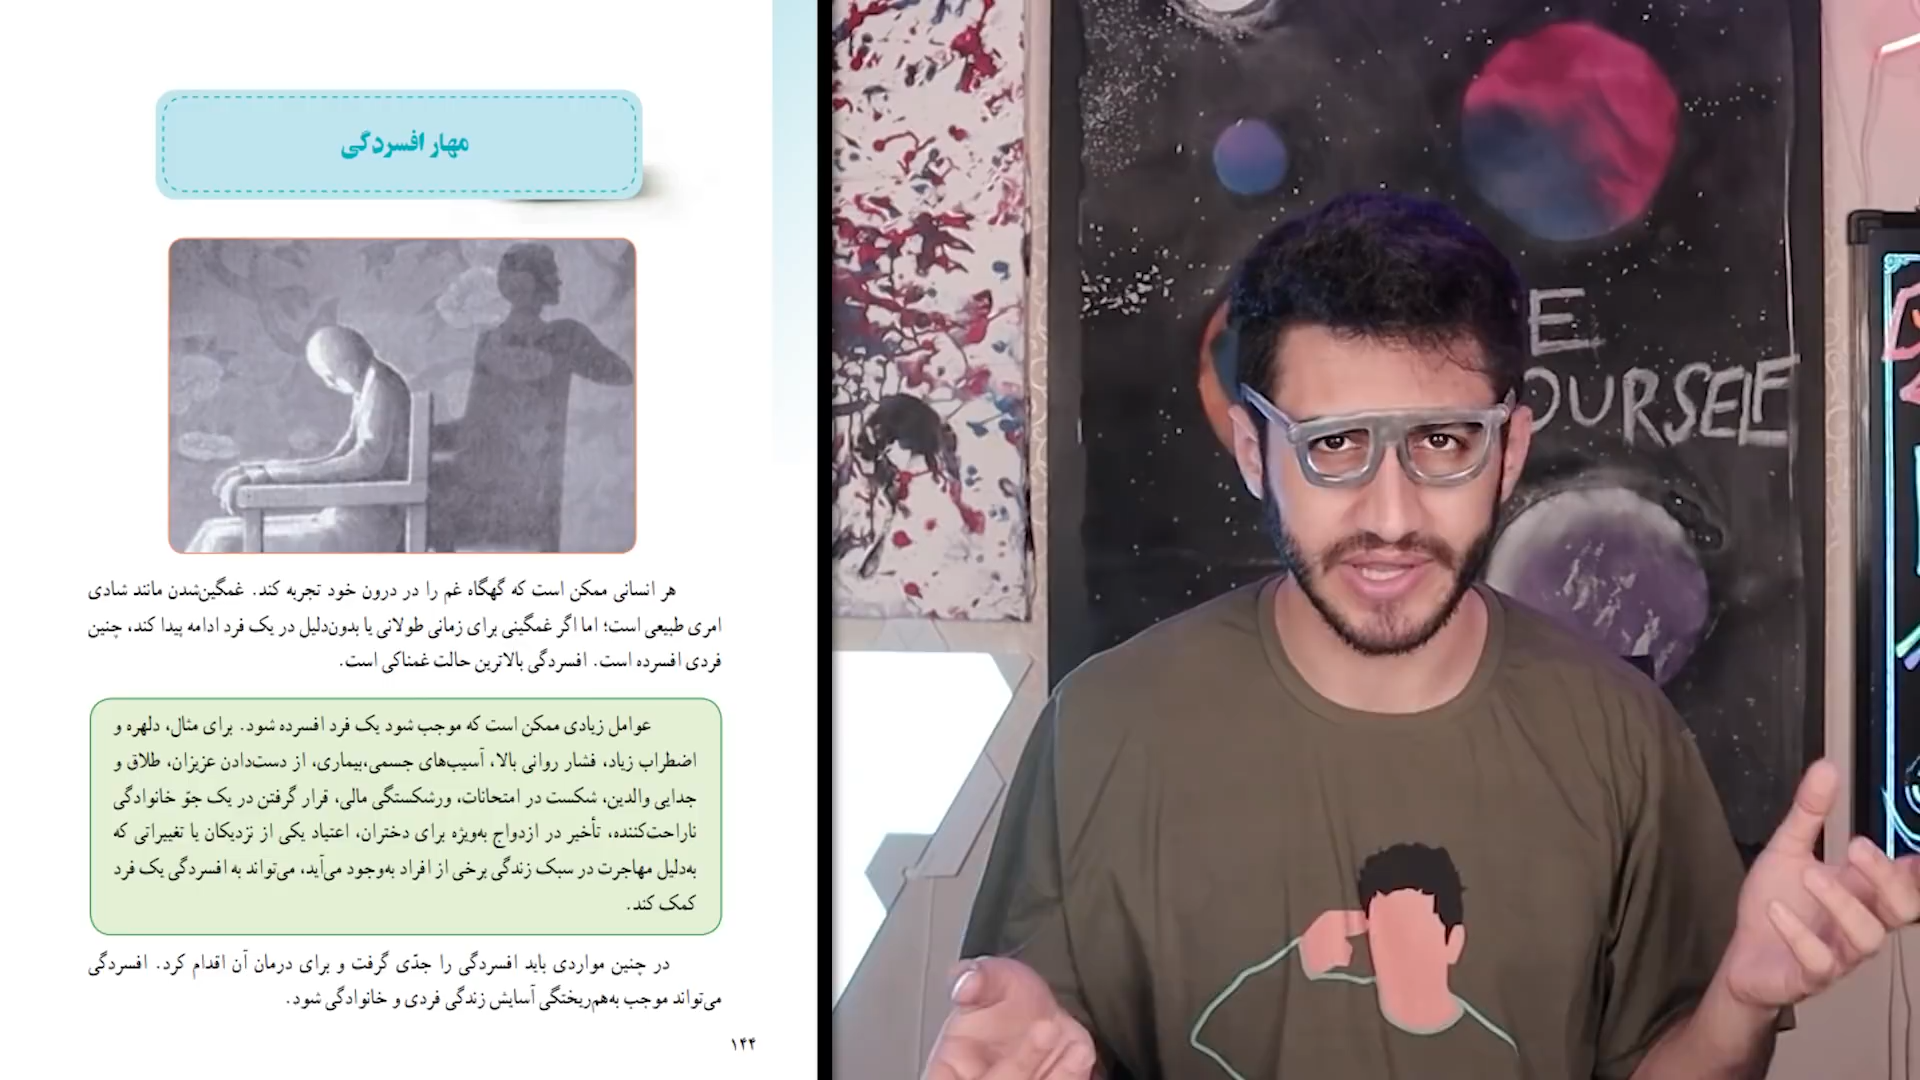 مهار افسردگی
هر انسانی ممکن است که گهگاه غم را در درون خود تجربه کند. غمگین‌شدن مانند شادی
امری طبیعی است؛ اما اگر غمگینی برای زمانی طولانی یا بدون‌دلیل در یک فرد ادامه پیدا کند، چنین
فردی افسرده است. افسردگی بالاترین حالت غمناکی است.
عوامل زیادی ممکن است که موجب شود یک فرد افسرده شود. برای مثال، دلهره و
اضطراب زیاد، فشار روانی بالا، آسیب‌های جسمی،بیماری، از دست‌دادن عزیزان، طلاق و
جدایی والدین، شکست در امتحانات، ورشکستگی مالی، قرار گرفتن در یک جوّ خانوادگی
ناراحت‌کننده، تأخیر در ازدواج به‌ویژه برای دختران، اعتیاد یکی از نزدیکان یا تغییراتی که
به‌دلیل مهاجرت در سبک زندگی برخی از افراد به‌وجود می‌آید، می‌تواند به افسردگی یک فرد
کمک کند.
در چنین مواردی باید افسردگی را جدّی گرفت و برای درمان آن اقدام کرد. افسردگی
می‌تواند موجب به‌هم‌ریختگی آسایش زندگی فردی و خانوادگی شود.
۱۴۴
E
OURSELF